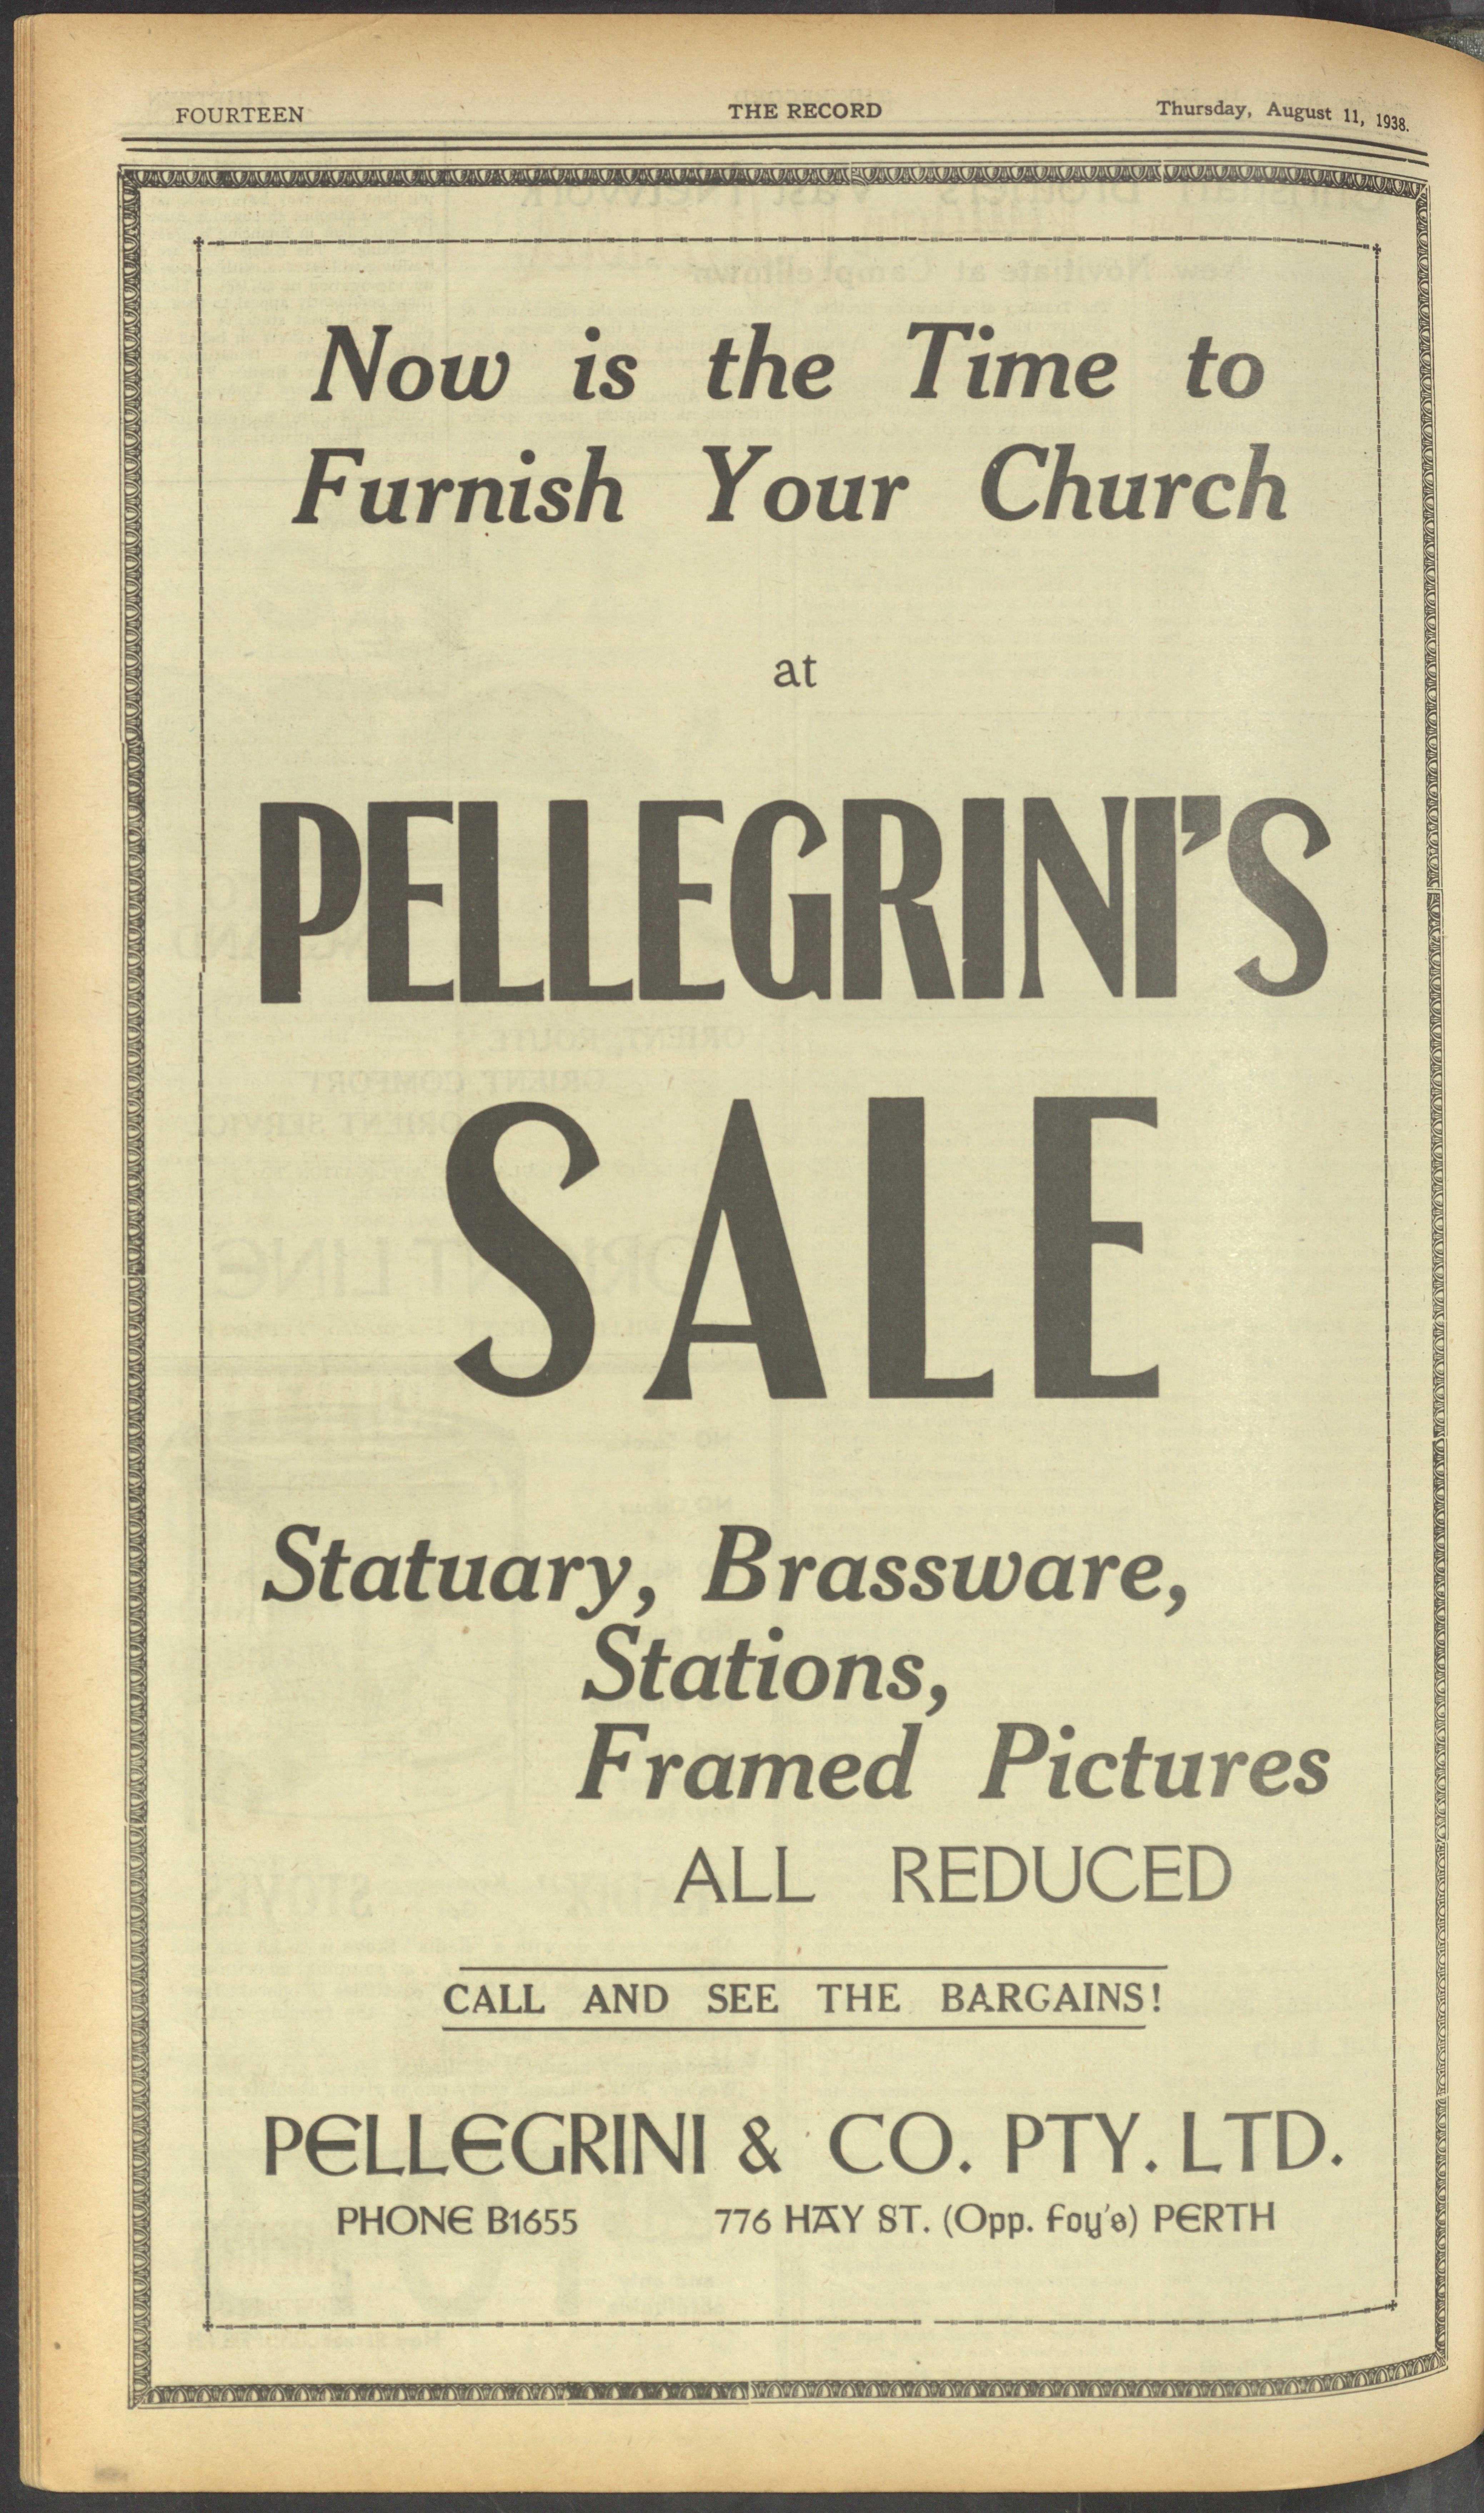 FOURTEEN THE RECORD Thursday, August 11, 1938.
Now is the Time to
Furnish Your Church
at
PELLEGRINI'S
SALE
Statuary, Brassware,
Stations,
Framed Pictures
ALL REDUCED
CALL AND SEE THE BARGAINS!
PELLEGRINI & CO. PTY. LTD.
PHONE B1655 776 HAY ST. (Opp. Foy's) PERTH